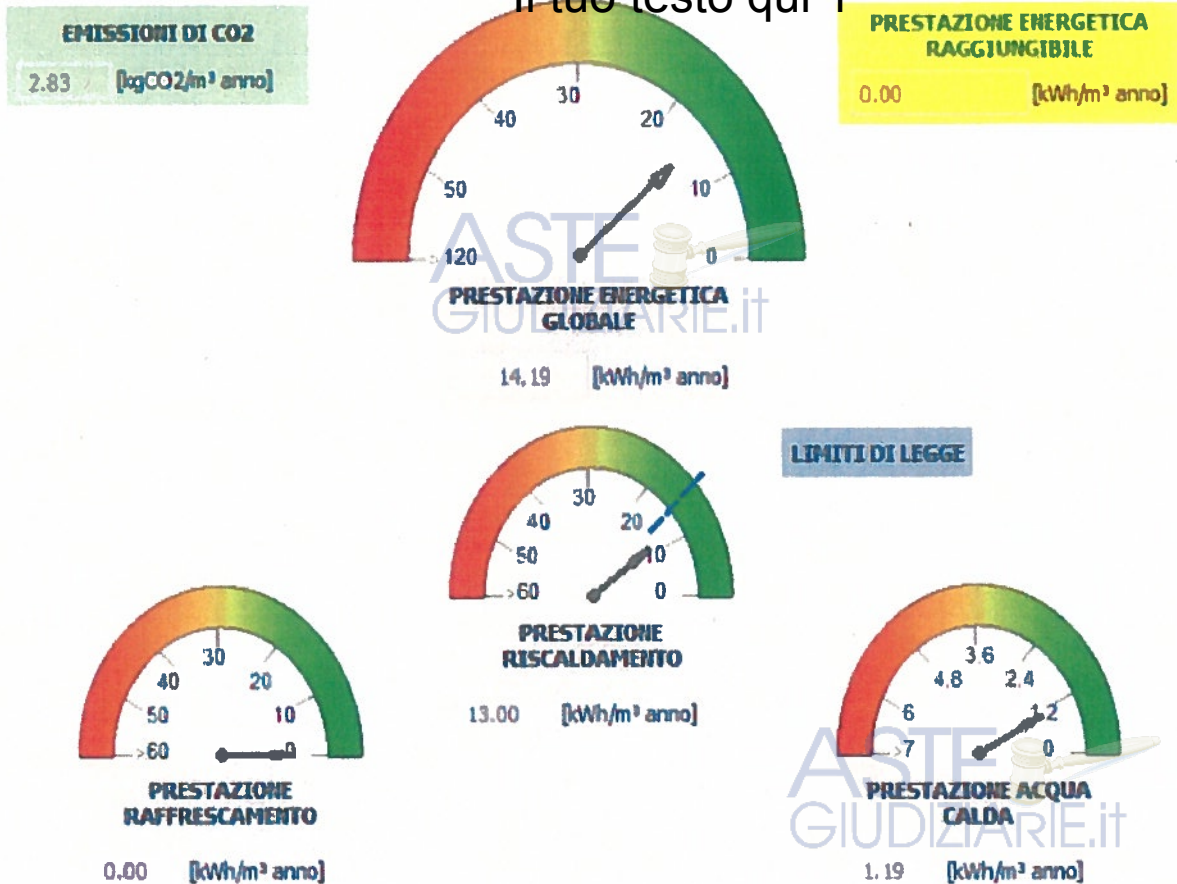 Il tuo testo qui 1
EMISSIONI DI CO2
2.83 [kgCO2/m³ anno]
PRESTAZIONE ENERGETICA
RAGGIUNGIBILE
0.00 [kWh/m³ anno]
30
40
20
50
10
>120
0
PRESTAZIONE ENERGETICA
GLOBALE
ASTE
GIUDIZIARIE.it
14.19 [kWh/m³ anno]
LIMITI DI LEGGE
30
40
20
50
10
>60
0
PRESTAZIONE
RISCALDAMENTO
13.00 [kWh/m³ anno]
30
40
20
50
10
>60
0
PRESTAZIONE
RAFFRESCAMENTO
0.00 [kWh/m³ anno]
3.6
4.8
2.4
6
1.2
>7
0
PRESTAZIONE ACQUA
CALDA
ASTE
GIUDIZIARIE.it
1.19 [kWh/m³ anno]